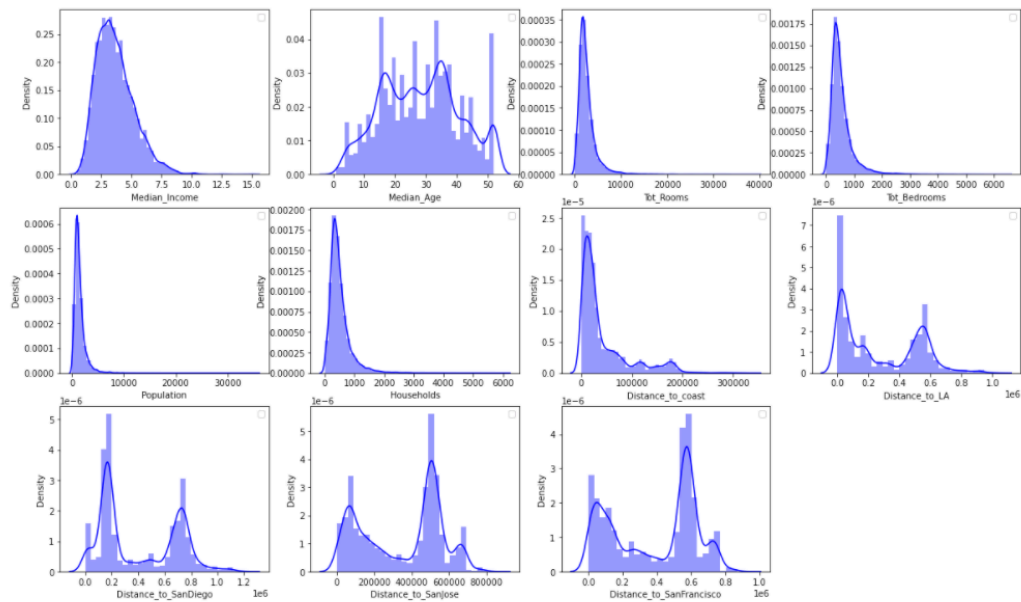 0.25
0.20
0.15
0.10
0.05
0.00
Density
0.0 2.5 5.0 7.5 10.0 12.5 15.0
Median_Income
0.04
0.03
0.02
0.01
0.00
Density
0 10 20 30 40 50 60
Median_Age
0.00035
0.00030
0.00025
0.00020
0.00015
0.00010
0.00005
0.00000
Density
0 10000 20000 30000 40000
Tot_Rooms
0.00175
0.00150
0.00125
0.00100
0.00075
0.00050
0.00025
0.00000
Density
0 2000 4000 6000
Tot_Bedrooms
0.0006
0.0005
0.0004
0.0003
0.0002
0.0001
0.0000
Density
0 10000 20000 30000
Population
0.00200
0.00175
0.00150
0.00125
0.00100
0.00075
0.00050
0.00025
0.00000
Density
0 1000 2000 3000 4000 5000 6000
Households
1e-5
2.5
2.0
1.5
1.0
0.5
0.0
Density
0 100000 200000 300000
Distance_to_coast
1e-6
7
6
5
4
3
2
1
0
Density
0.0 0.2 0.4 0.6 0.8 1.0
Distance_to_LA 1e6
1e-6
5
4
3
2
1
0
Density
0.0 0.2 0.4 0.6 0.8 1.0 1.2
Distance_to_SanDiego 1e6
1e-6
5
4
3
2
1
0
Density
0 200000 400000 600000 800000
Distance_to_SanJose
1e-6
4
3
2
1
0
Density
0.0 0.2 0.4 0.6 0.8 1.0
Distance_to_SanFrancisco 1e6